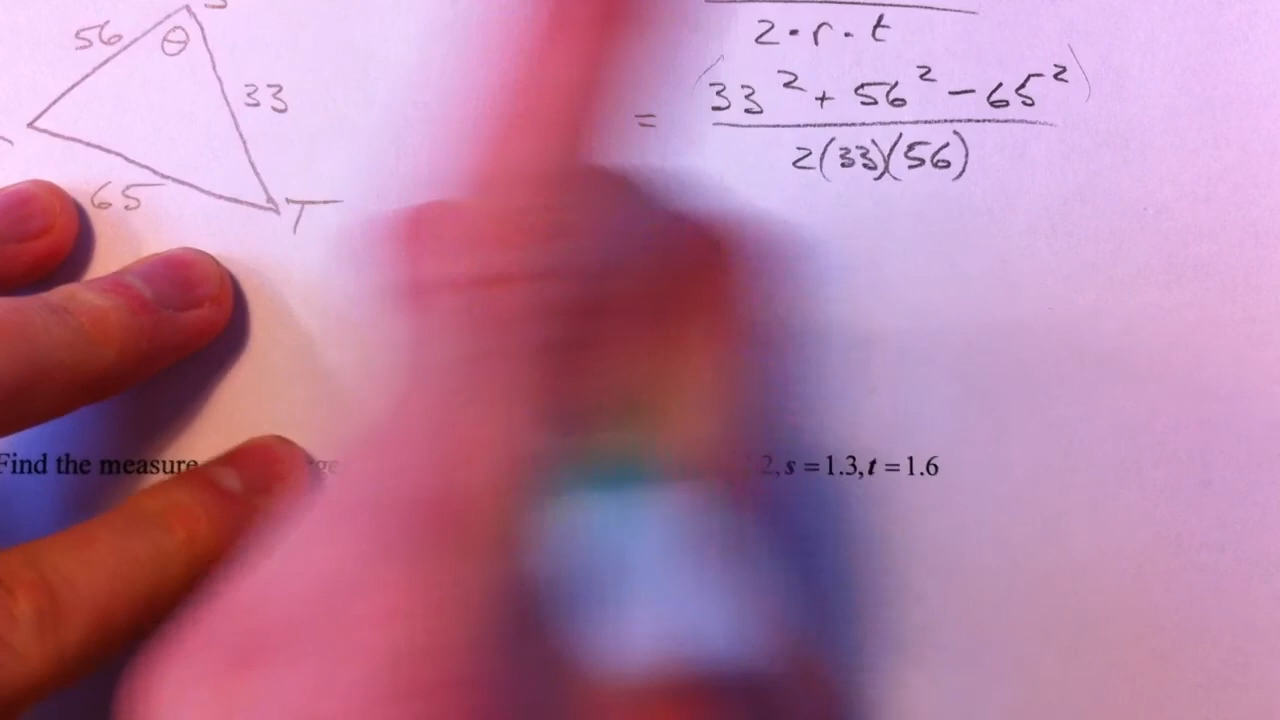 2·r·t
56 θ
33
33² + 56² - 65²
=
2(33)(56)
65 T
Find the measure
2, s = 1.3, t = 1.6